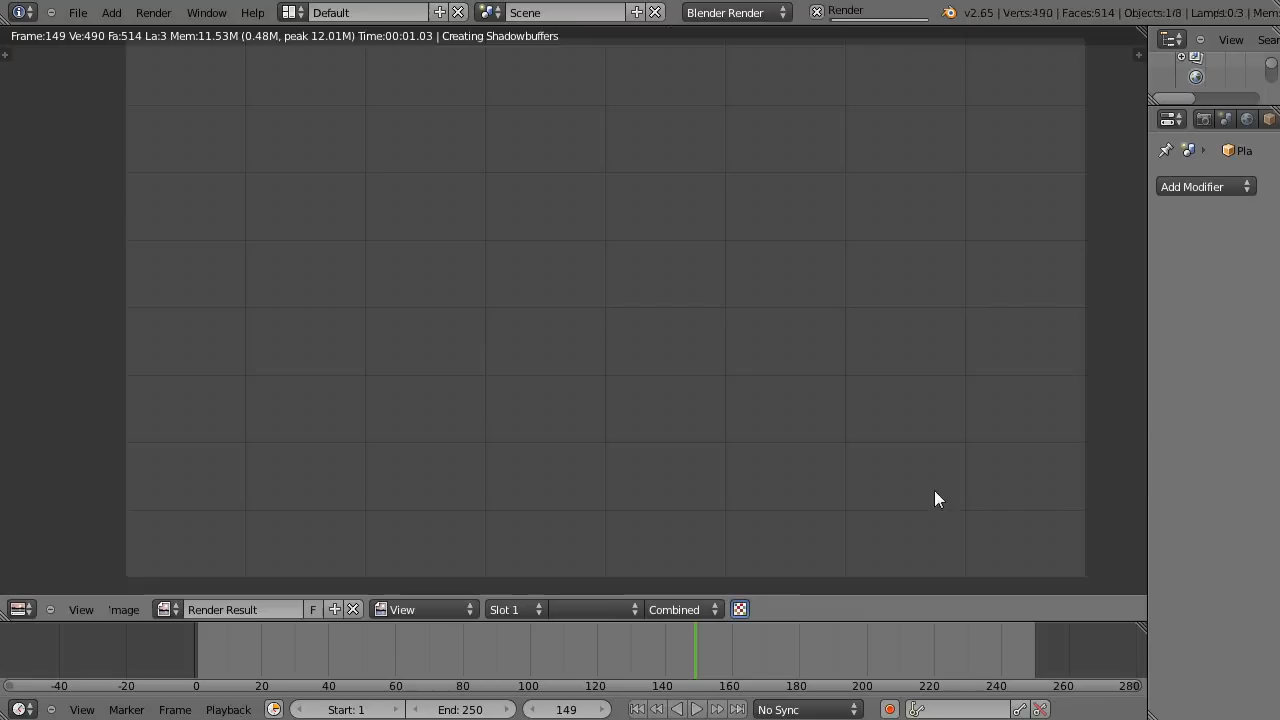 File Add Render Window Help Default Scene Blender Render Render v2.65 | Verts:490 | Faces:514 | Objects:1/8 | Lamps:0/3 | Mem:
Frame:149 Ve:490 Fa:514 La:3 Mem:11.53M (0.48M, peak 12.01M) Time:00:01.03 | Creating Shadowbuffers
View Sear
Pla
Add Modifier
View Image Render Result F View Slot 1 Combined
-40 -20 0 20 40 60 80 100 120 140 160 180 200 220 240 260 280
View Marker Frame Playback Start: 1 End: 250 149 No Sync